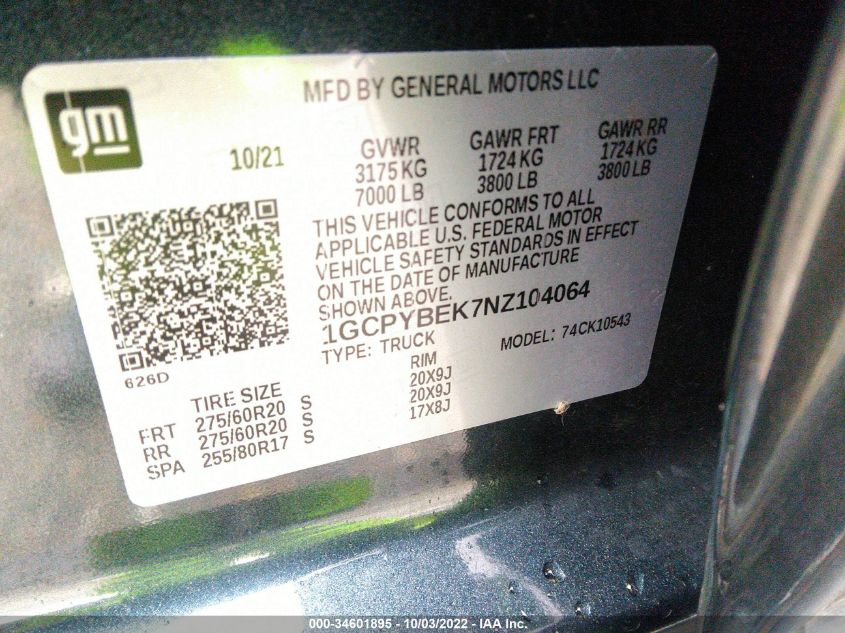 gm
MFD BY GENERAL MOTORS LLC
10/21
GVWR GAWR FRT GAWR RR
3175 KG 1724 KG 1724 KG
7000 LB 3800 LB 3800 LB
THIS VEHICLE CONFORMS TO ALL
APPLICABLE U.S. FEDERAL MOTOR
VEHICLE SAFETY STANDARDS IN EFFECT
ON THE DATE OF MANUFACTURE
SHOWN ABOVE.
1GCPYBEK7NZ104064
TYPE: TRUCK MODEL: 74CK10543
626D
TIRE SIZE RIM
FRT 275/60R20 S 20X9J
RR 275/60R20 S 20X9J
SPA 255/80R17 S 17X8J
000-34601895 - 10/03/2022 - IAA Inc.